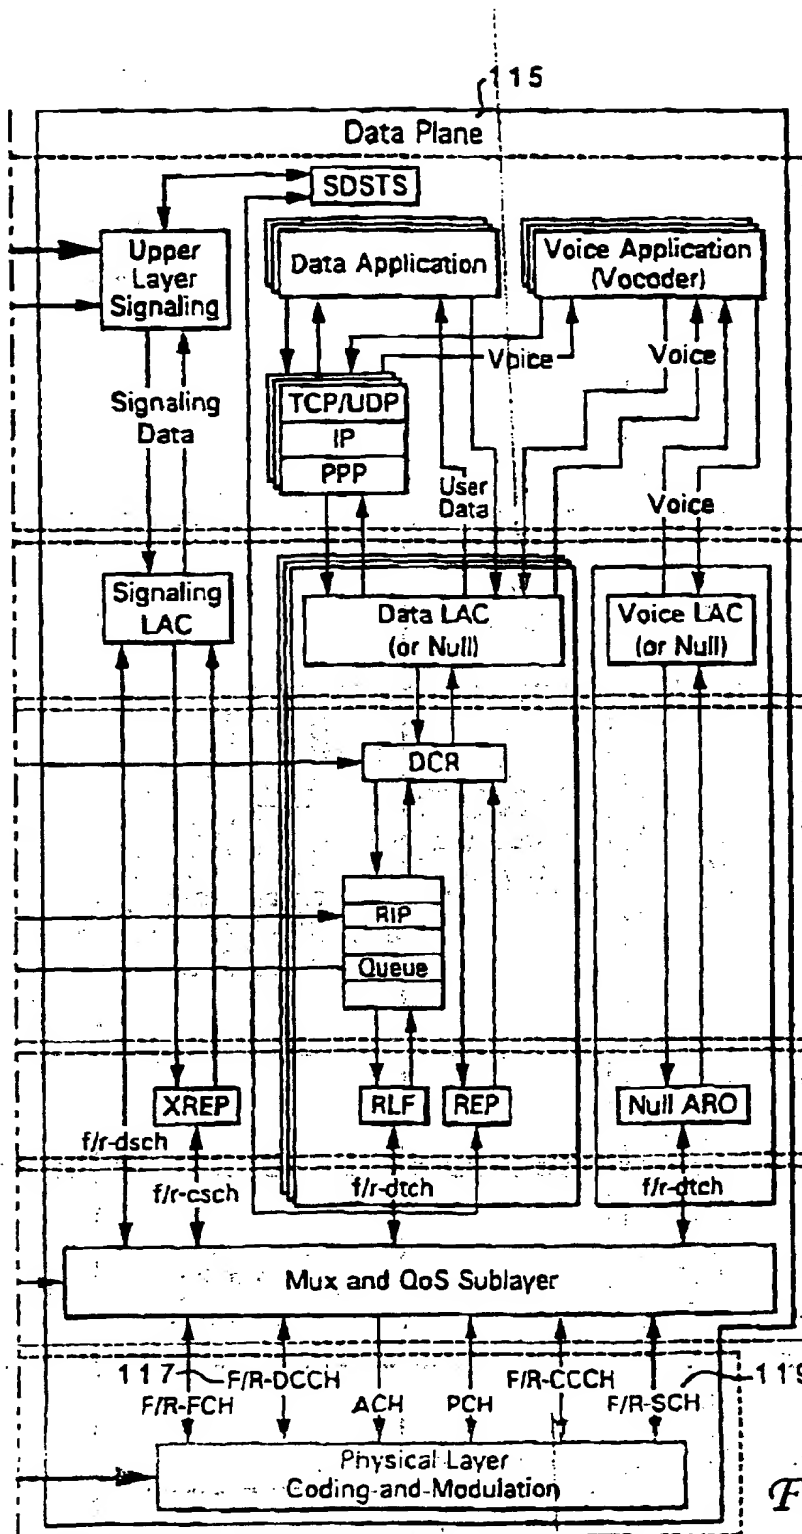 115
Data Plane
SDSTS
Upper
Layer
Signaling
Data Application
Voice Application
(Vocoder)
Voice
Voice
Signaling
Data
TCP/UDP
IP
PPP
User
Data
Voice
Signaling
LAC
Data LAC
(or Null)
Voice LAC
(or Null)
DCR
RIP
Queue
XREP
RLF
REP
Null ARO
f/r-dsch
f/r-csch
f/r-dtch
f/r-dtch
Mux and QoS Sublayer
117
F/R-DCCH
F/R-CCCH
119
F/R-FCH
ACH
PCH
F/R-SCH
Physical Layer
Coding and Modulation
F